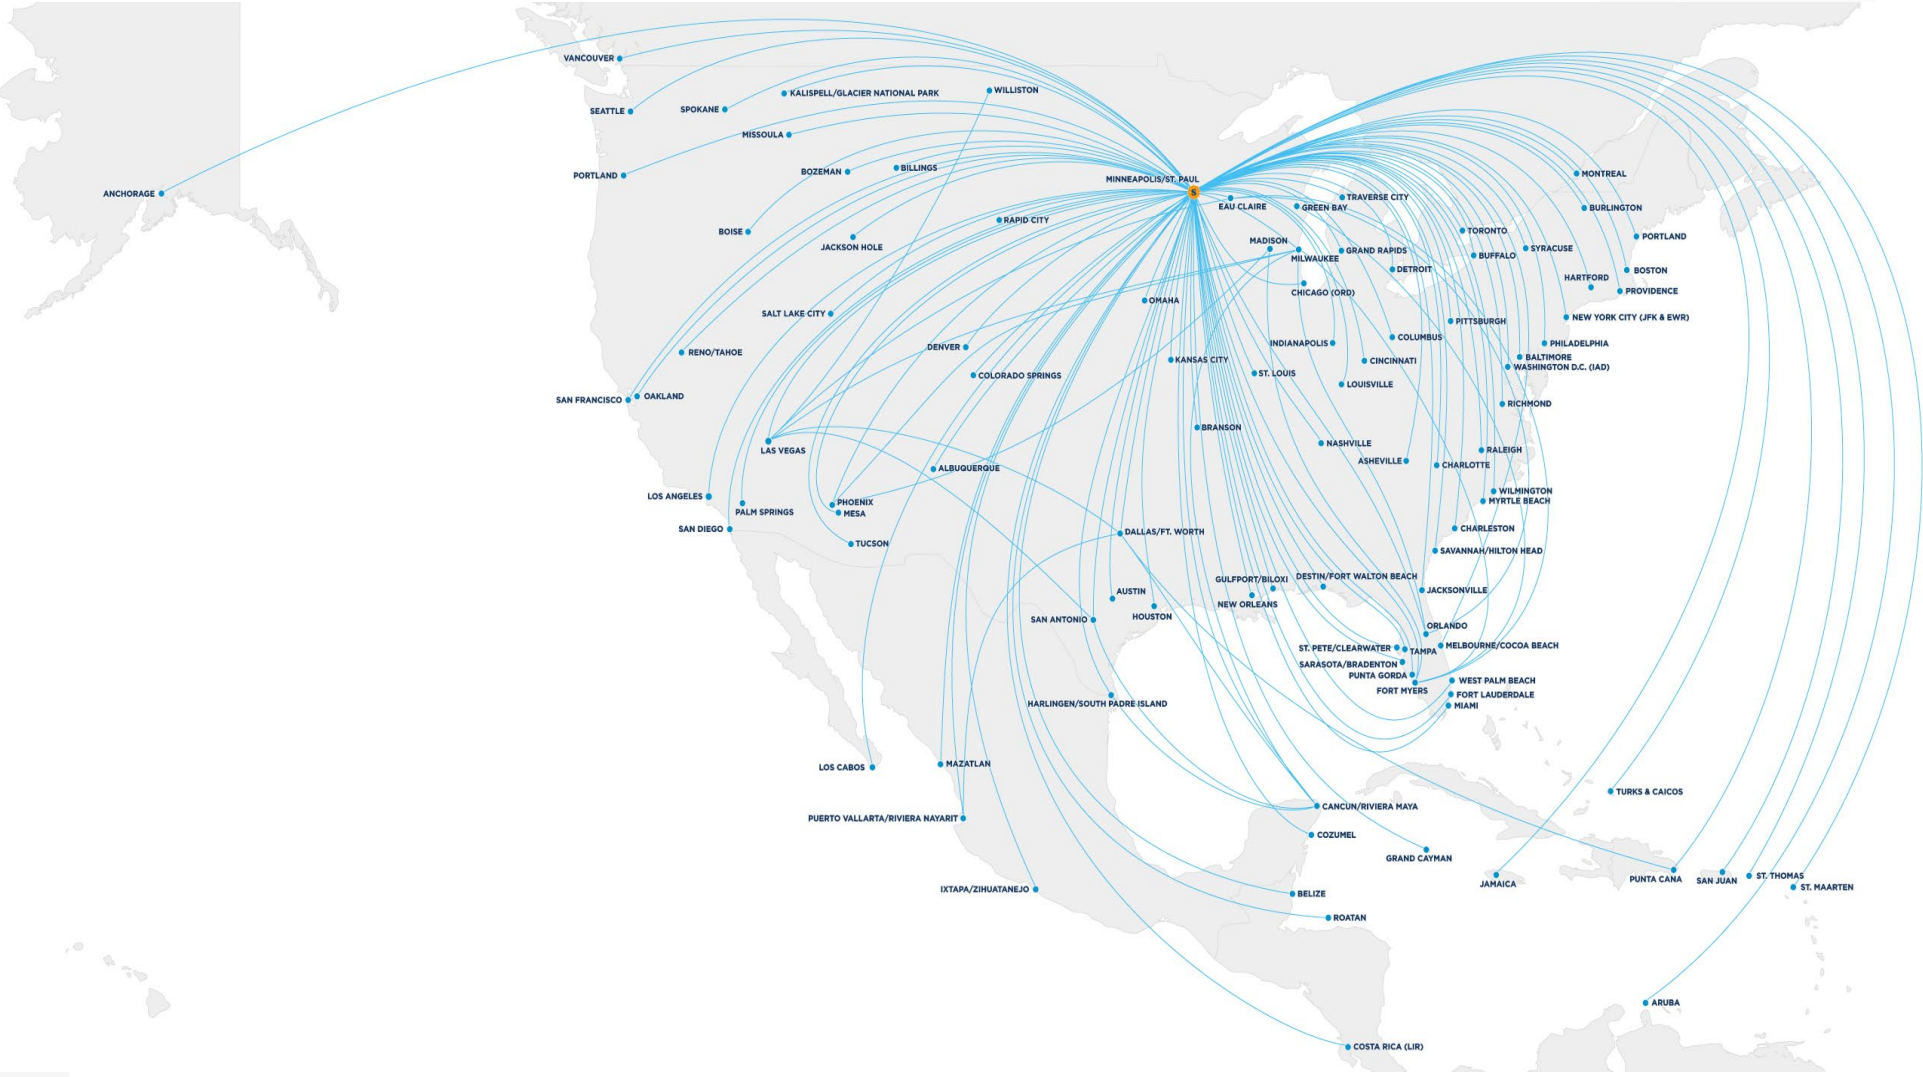 VANCOUVER
KALISPELL/GLACIER NATIONAL PARK
WILLISTON
SEATTLE
SPOKANE
MISSOULA
BILLINGS
BOZEMAN
PORTLAND
MINNEAPOLIS/ST. PAUL
S
MONTREAL
ANCHORAGE
TRAVERSE CITY
EAU CLAIRE
GREEN BAY
BURLINGTON
RAPID CITY
BOISE
TORONTO
PORTLAND
JACKSON HOLE
MADISON
GRAND RAPIDS
SYRACUSE
MILWAUKEE
BUFFALO
DETROIT
BOSTON
HARTFORD
CHICAGO (ORD)
PROVIDENCE
OMAHA
SALT LAKE CITY
PITTSBURGH
NEW YORK CITY (JFK & EWR)
COLUMBUS
DENVER
INDIANAPOLIS
PHILADELPHIA
RENO/TAHOE
KANSAS CITY
CINCINNATI
BALTIMORE
WASHINGTON D.C. (IAD)
COLORADO SPRINGS
ST. LOUIS
LOUISVILLE
SAN FRANCISCO
OAKLAND
RICHMOND
BRANSON
LAS VEGAS
NASHVILLE
RALEIGH
ASHEVILLE
CHARLOTTE
ALBUQUERQUE
LOS ANGELES
WILMINGTON
PHOENIX
MYRTLE BEACH
PALM SPRINGS
MESA
SAN DIEGO
DALLAS/FT. WORTH
CHARLESTON
TUCSON
SAVANNAH/HILTON HEAD
GULFPORT/BILOXI
DESTIN/FORT WALTON BEACH
AUSTIN
JACKSONVILLE
NEW ORLEANS
HOUSTON
SAN ANTONIO
ORLANDO
ST. PETE/CLEARWATER
TAMPA
MELBOURNE/COCOA BEACH
SARASOTA/BRADENTON
PUNTA GORDA
WEST PALM BEACH
FORT MYERS
FORT LAUDERDALE
HARLINGEN/SOUTH PADRE ISLAND
MIAMI
LOS CABOS
MAZATLAN
TURKS & CAICOS
CANCUN/RIVIERA MAYA
PUERTO VALLARTA/RIVIERA NAYARIT
COZUMEL
GRAND CAYMAN
ST. THOMAS
PUNTA CANA
SAN JUAN
JAMAICA
ST. MAARTEN
IXTAPA/ZIHUATANEJO
BELIZE
ROATAN
ARUBA
COSTA RICA (LIR)